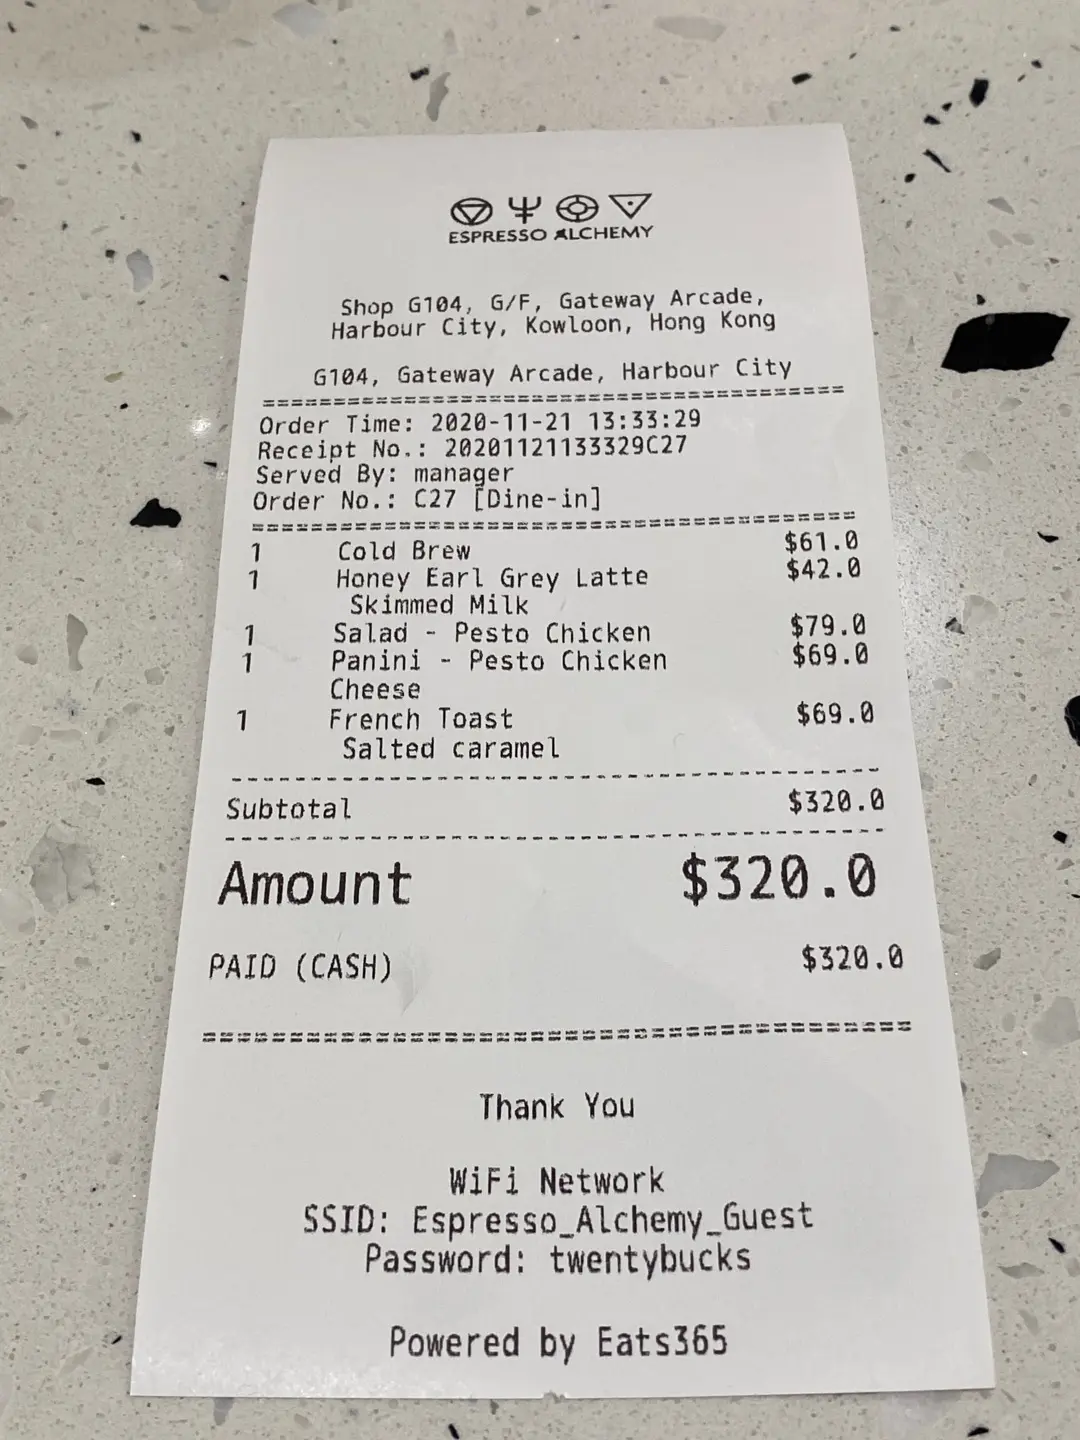 ESPRESSO ALCHEMY
Shop G104, G/F, Gateway Arcade,
Harbour City, Kowloon, Hong Kong
G104, Gateway Arcade, Harbour City
==========================================
Order Time: 2020-11-21 13:33:29
Receipt No.: 20201121133329C27
Served By: manager
Order No.: C27 [Dine-in]
==========================================
1 Cold Brew $61.0
1 Honey Earl Grey Latte $42.0
Skimmed Milk
1 Salad - Pesto Chicken $79.0
1 Panini - Pesto Chicken $69.0
Cheese
1 French Toast $69.0
Salted caramel
------------------------------------------
Subtotal $320.0
------------------------------------------
Amount $320.0
PAID (CASH) $320.0
==========================================
Thank You
WiFi Network
SSID: Espresso_Alchemy_Guest
Password: twentybucks
Powered by Eats365